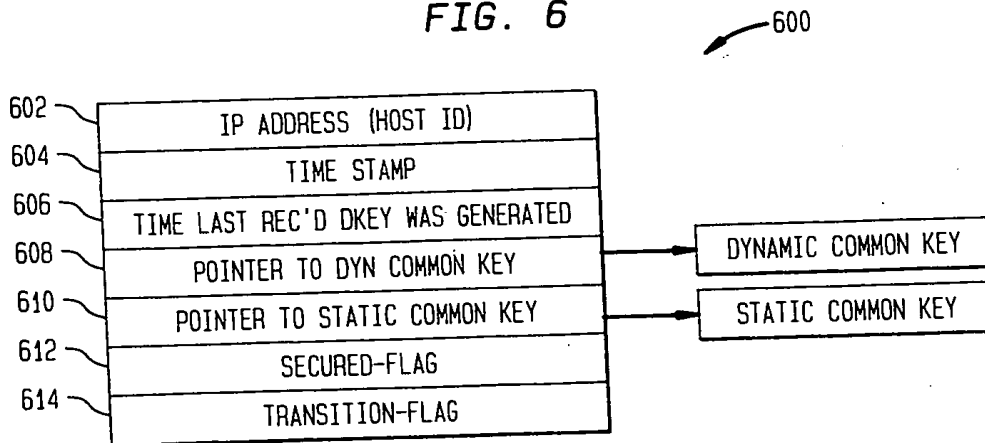 FIG. 6
600
602 IP ADDRESS (HOST ID)
604 TIME STAMP
606 TIME LAST REC'D DKEY WAS GENERATED
608 POINTER TO DYN COMMON KEY DYNAMIC COMMON KEY
610 POINTER TO STATIC COMMON KEY STATIC COMMON KEY
612 SECURED-FLAG
614 TRANSITION-FLAG